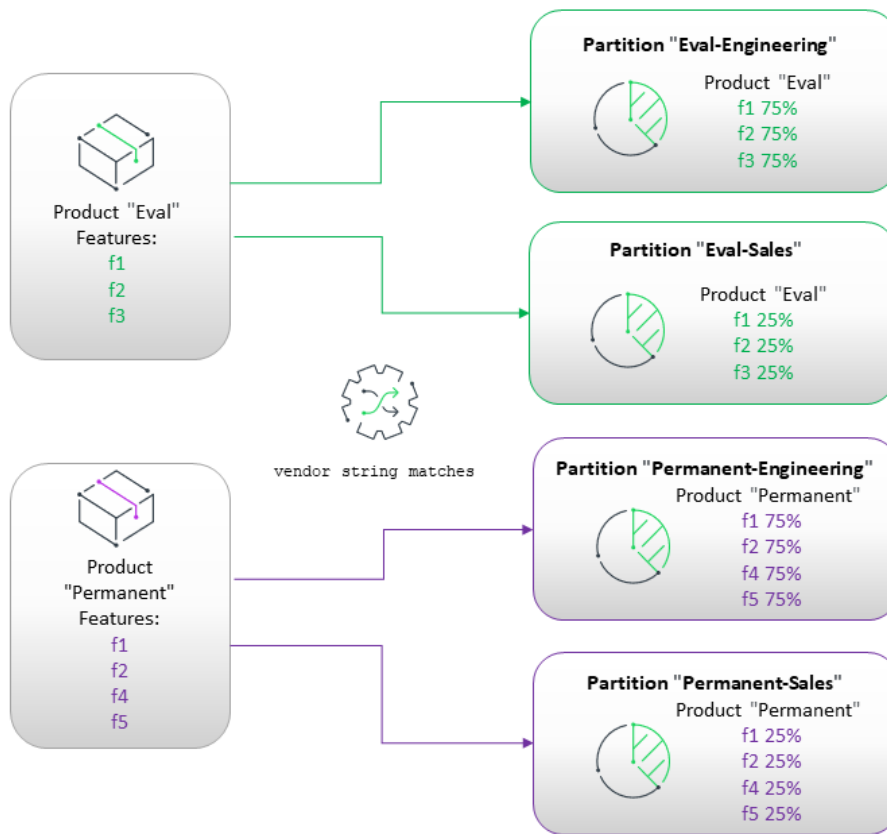 Product "Eval"
Features:
f1
f2
f3
Partition "Eval-Engineering"
Product "Eval"
f1 75%
f2 75%
f3 75%
Partition "Eval-Sales"
Product "Eval"
f1 25%
f2 25%
f3 25%
vendor string matches
Product
"Permanent"
Features:
f1
f2
f4
f5
Partition "Permanent-Engineering"
Product "Permanent"
f1 75%
f2 75%
f4 75%
f5 75%
Partition "Permanent-Sales"
Product "Permanent"
f1 25%
f2 25%
f4 25%
f5 25%